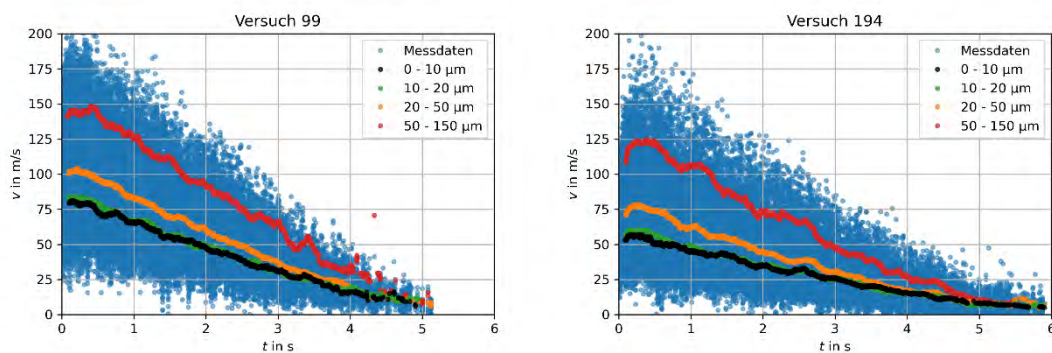 Versuch 99
200
175
150
125
100
75
50
25
0
v in m/s
Messdaten
0 - 10 µm
10 - 20 µm
20 - 50 µm
50 - 150 µm
0 1 2 3 4 5 6
t in s
Versuch 194
200
175
150
125
100
75
50
25
0
v in m/s
Messdaten
0 - 10 µm
10 - 20 µm
20 - 50 µm
50 - 150 µm
0 1 2 3 4 5 6
t in s